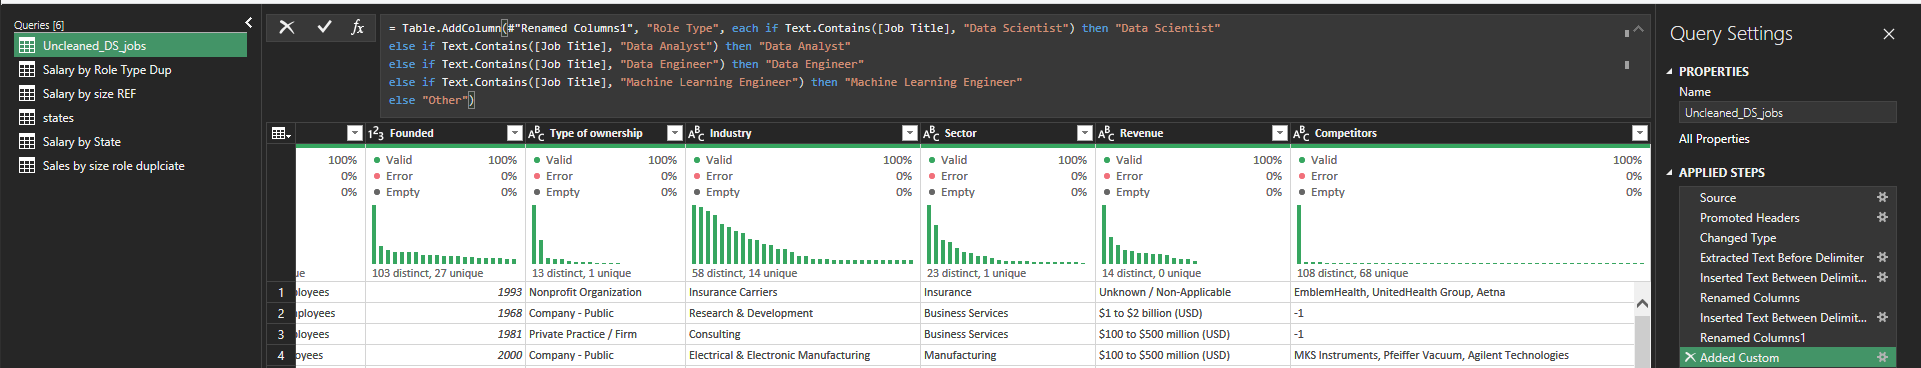 Queries [6]
Uncleaned_DS_jobs
Salary by Role Type Dup
Salary by size REF
states
Salary by State
Sales by size role duplciate
fx
= Table.AddColumn(#"Renamed Columns1", "Role Type", each if Text.Contains([Job Title], "Data Scientist") then "Data Scientist"
else if Text.Contains([Job Title], "Data Analyst") then "Data Analyst"
else if Text.Contains([Job Title], "Data Engineer") then "Data Engineer"
else if Text.Contains([Job Title], "Machine Learning Engineer") then "Machine Learning Engineer"
else "Other")
123 Founded ABC Type of ownership ABC Industry ABC Sector ABC Revenue ABC Competitors
100% Valid 100% Valid 100% Valid 100% Valid 100% Valid 100% Valid 100%
0% Error 0% Error 0% Error 0% Error 0% Error 0% Error 0%
0% Empty 0% Empty 0% Empty 0% Empty 0% Empty 0% Empty 0%
ue 103 distinct, 27 unique 13 distinct, 1 unique 58 distinct, 14 unique 23 distinct, 1 unique 14 distinct, 0 unique 108 distinct, 68 unique
1 ployees 1993 Nonprofit Organization Insurance Carriers Insurance Unknown / Non-Applicable EmblemHealth, UnitedHealth Group, Aetna
2 nployees 1968 Company - Public Research & Development Business Services $1 to $2 billion (USD) -1
3 ployees 1981 Private Practice / Firm Consulting Business Services $100 to $500 million (USD) -1
4 oyees 2000 Company - Public Electrical & Electronic Manufacturing Manufacturing $100 to $500 million (USD) MKS Instruments, Pfeiffer Vacuum, Agilent Technologies
Query Settings
PROPERTIES
Name
Uncleaned_DS_jobs
All Properties
APPLIED STEPS
Source
Promoted Headers
Changed Type
Extracted Text Before Delimiter
Inserted Text Between Delimit...
Renamed Columns
Inserted Text Between Delimit...
Renamed Columns1
Added Custom